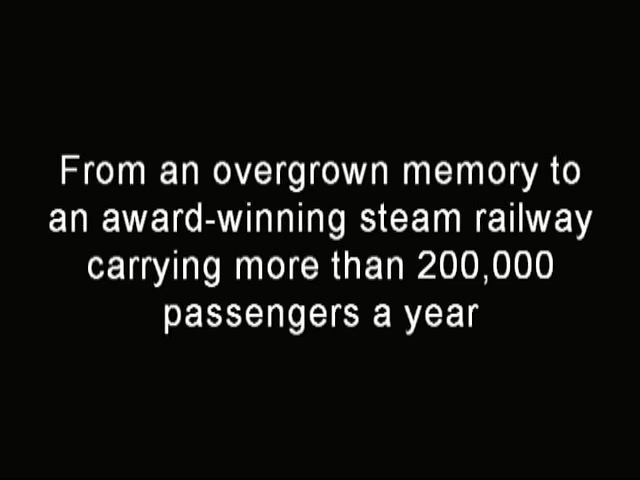 From an overgrown memory to
an award-winning steam railway
carrying more than 200,000
passengers a year